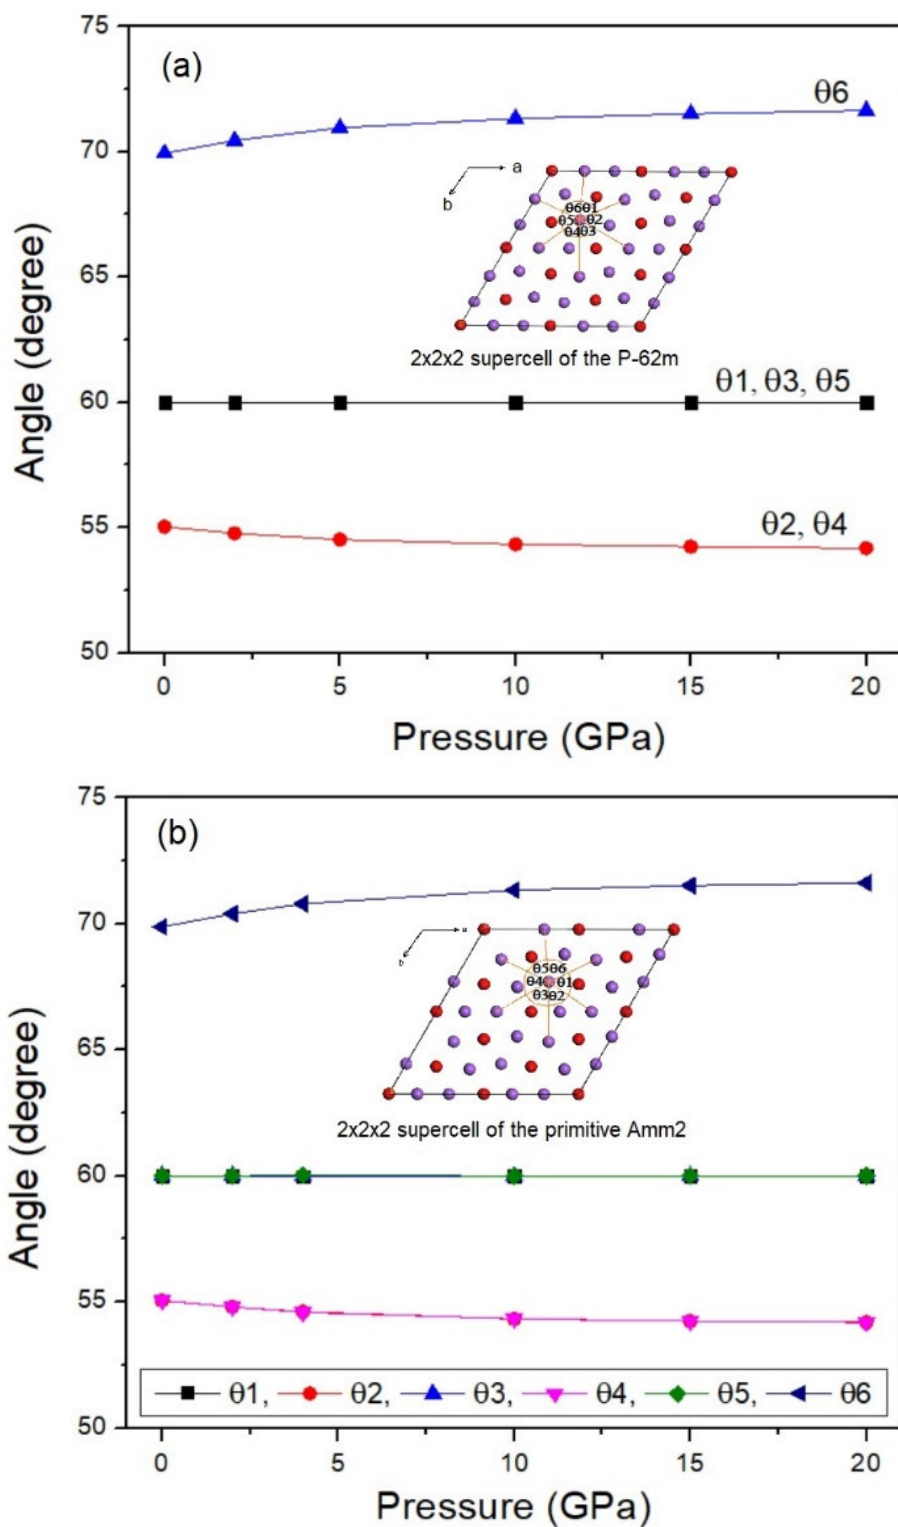 (a)
75
70
65
60
55
50
Angle (degree)
θ6
a
b
θ6θ1
θ5 θ2
θ4θ3
2x2x2 supercell of the P-62m
θ1, θ3, θ5
θ2, θ4
0 5 10 15 20
Pressure (GPa)
(b)
75
70
65
60
55
50
Angle (degree)
a
b
θ5θ6
θ4 θ1
θ3θ2
2x2x2 supercell of the primitive Amm2
θ1, θ2, θ3, θ4, θ5, θ6
0 5 10 15 20
Pressure (GPa)